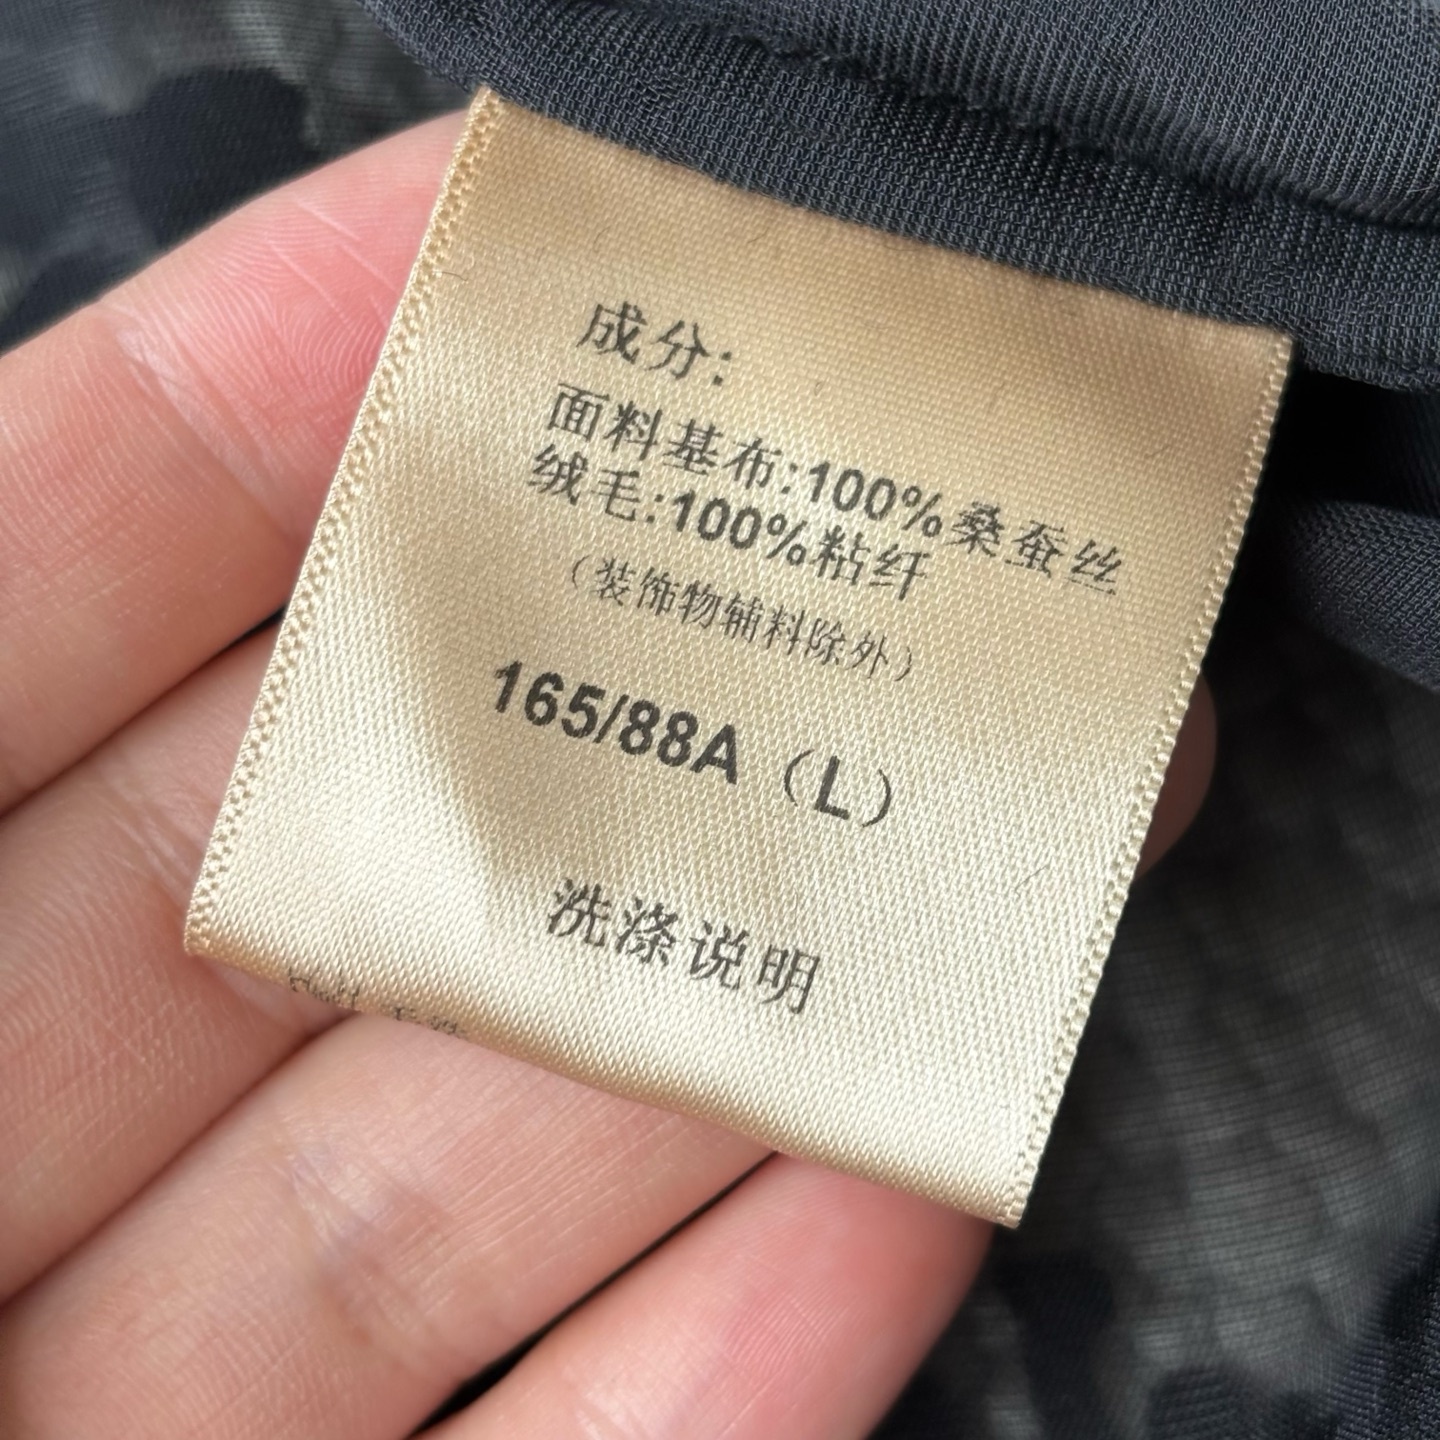 成分:
面料基布:100%桑蚕丝
绒毛:100%粘纤
（装饰物辅料除外）
165/88A（L）
洗涤说明